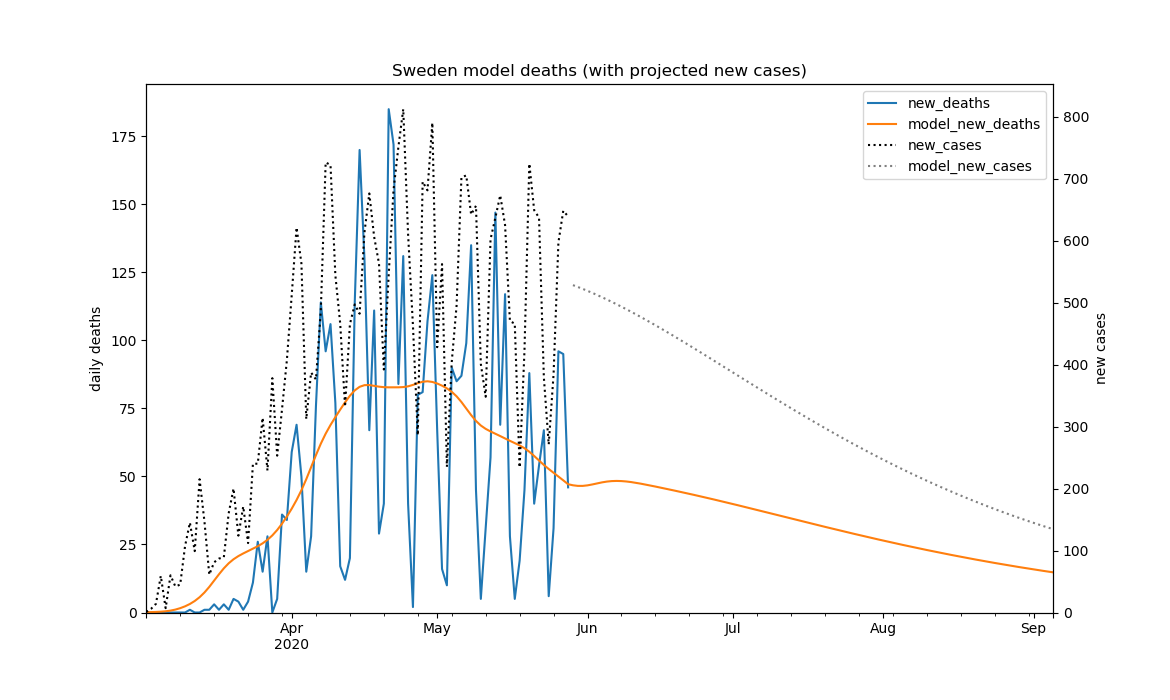 Sweden model deaths (with projected new cases)
new_deaths
model_new_deaths
new_cases
model_new_cases
daily deaths
175
150
125
100
75
50
25
0
800
700
600
500
400
300
200
100
0
new cases
Apr May Jun Jul Aug Sep
2020